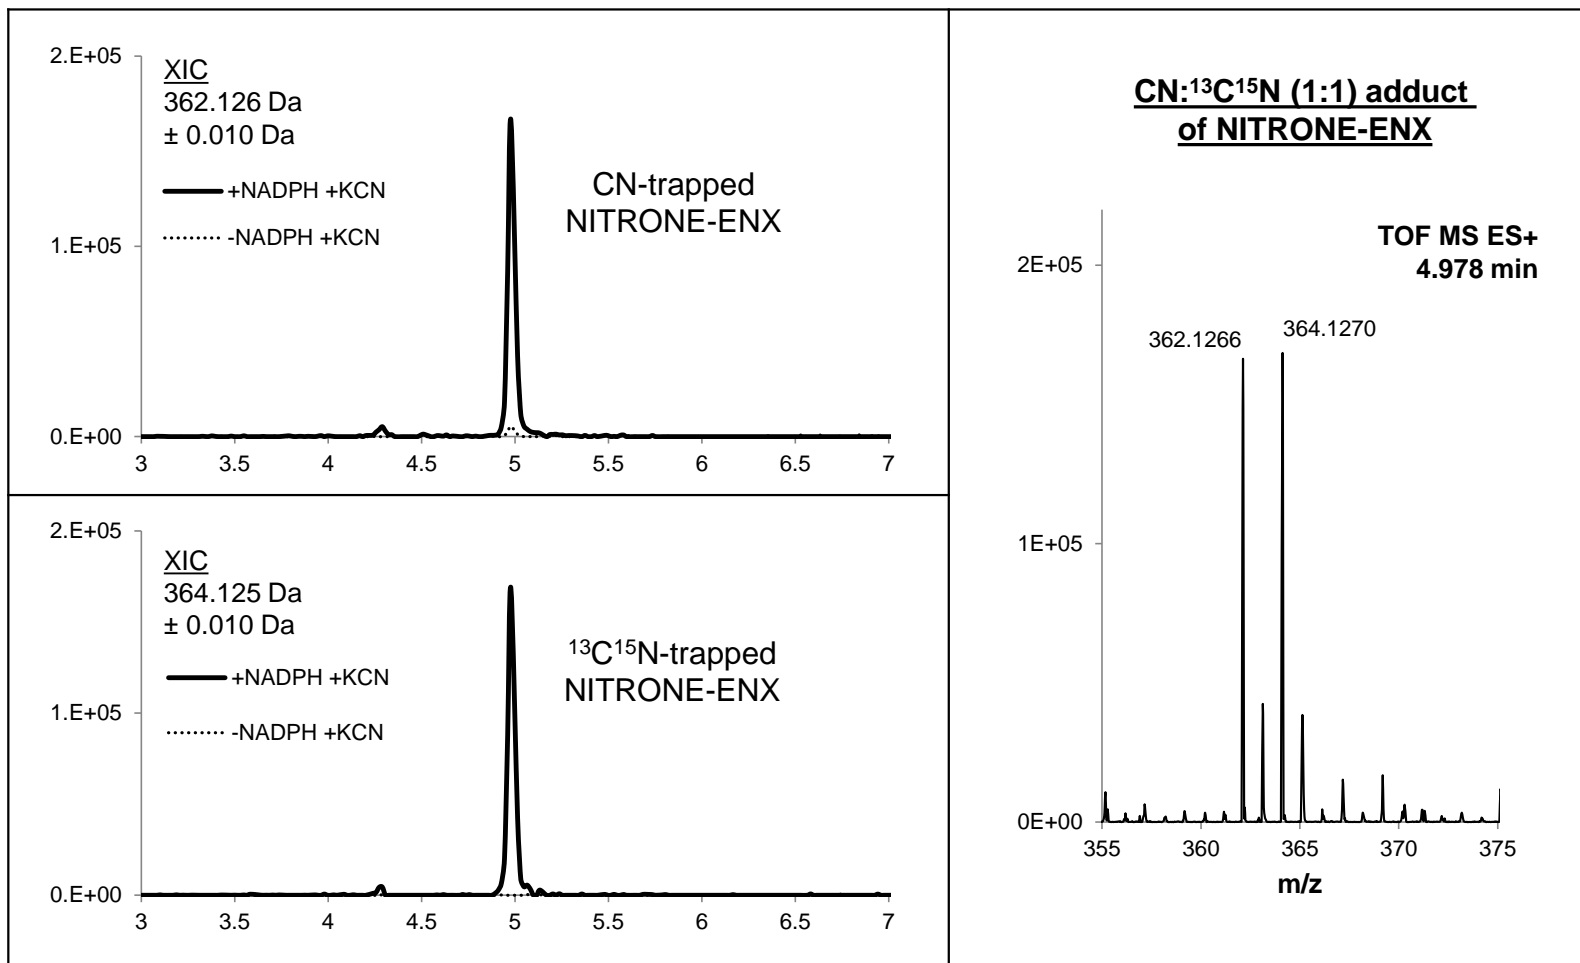 2.E+05
XIC
362.126 Da
± 0.010 Da
+NADPH +KCN
-NADPH +KCN
CN-trapped
NITRONE-ENX
1.E+05
0.E+00
3 3.5 4 4.5 5 5.5 6 6.5 7
2.E+05
XIC
364.125 Da
± 0.010 Da
+NADPH +KCN
-NADPH +KCN
¹³C¹⁵N-trapped
NITRONE-ENX
1.E+05
0.E+00
3 3.5 4 4.5 5 5.5 6 6.5 7
CN:¹³C¹⁵N (1:1) adduct
of NITRONE-ENX
TOF MS ES+
4.978 min
2E+05
362.1266 364.1270
1E+05
0E+00
355 360 365 370 375
m/z